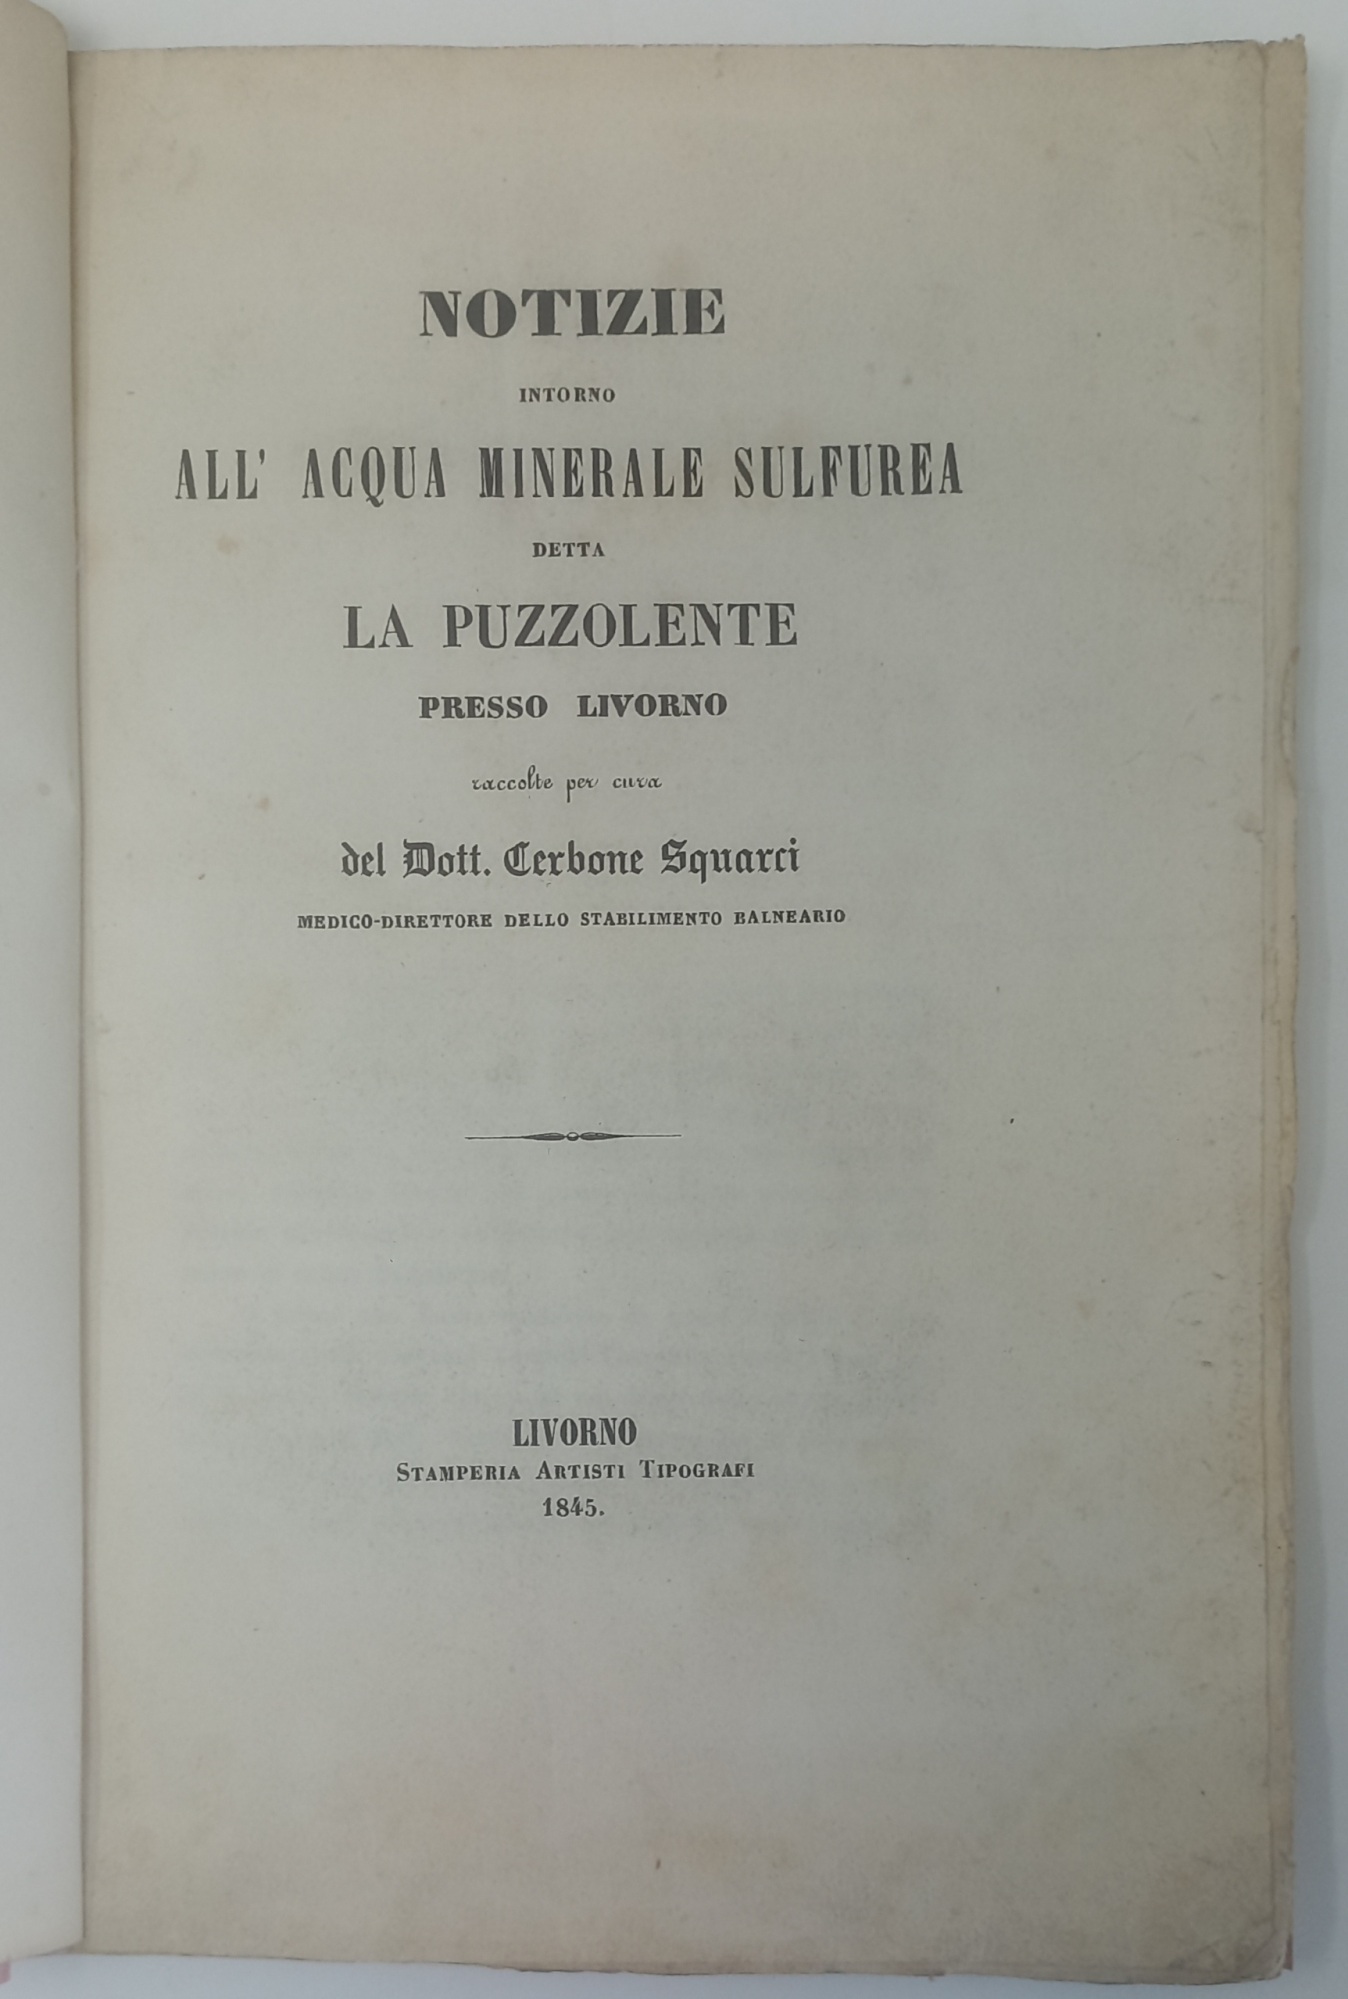 NOTIZIE
INTORNO
ALL' ACQUA MINERALE SULFUREA
DETTA
LA PUZZOLENTE
PRESSO LIVORNO
raccolte per cura
del Dott. Cerbone Squarci
MEDICO-DIRETTORE DELLO STABILIMENTO BALNEARIO
LIVORNO
STAMPERIA ARTISTI TIPOGRAFI
1845.